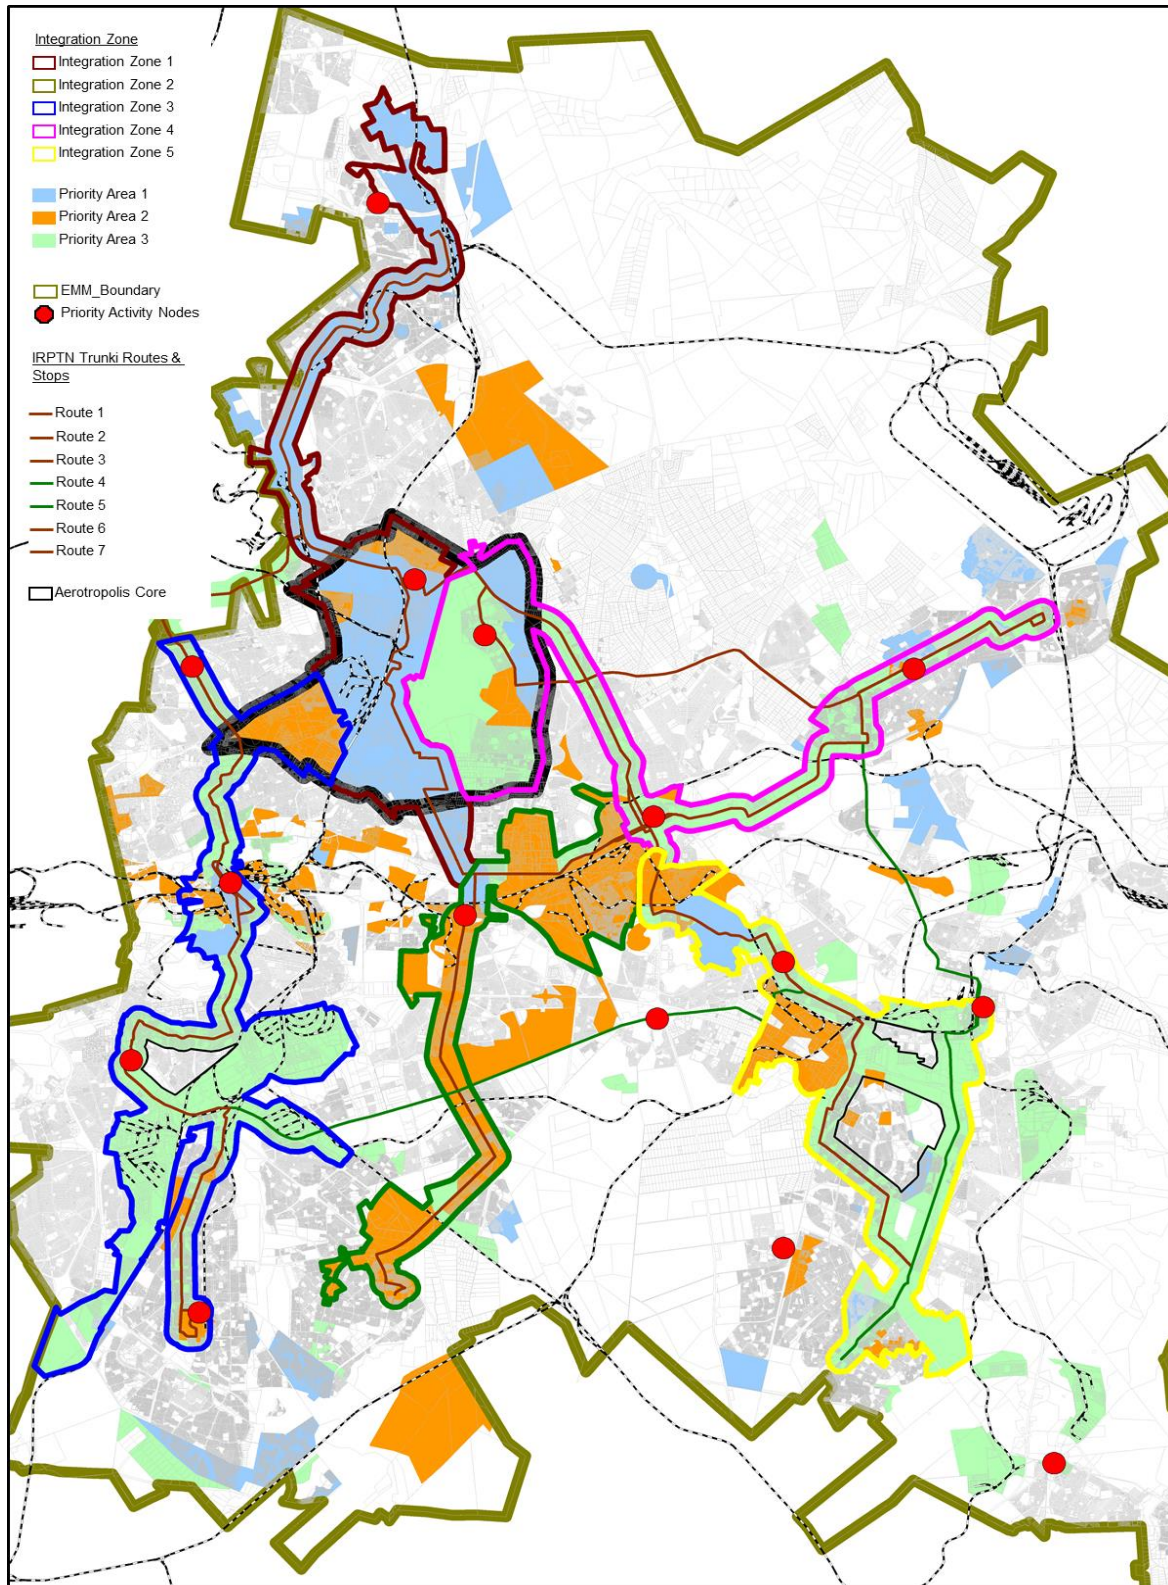 Integration Zone
Integration Zone 1
Integration Zone 2
Integration Zone 3
Integration Zone 4
Integration Zone 5
Priority Area 1
Priority Area 2
Priority Area 3
EMM_Boundary
Priority Activity Nodes
IRPTN Trunki Routes &
Stops
Route 1
Route 2
Route 3
Route 4
Route 5
Route 6
Route 7
Aerotropolis Core